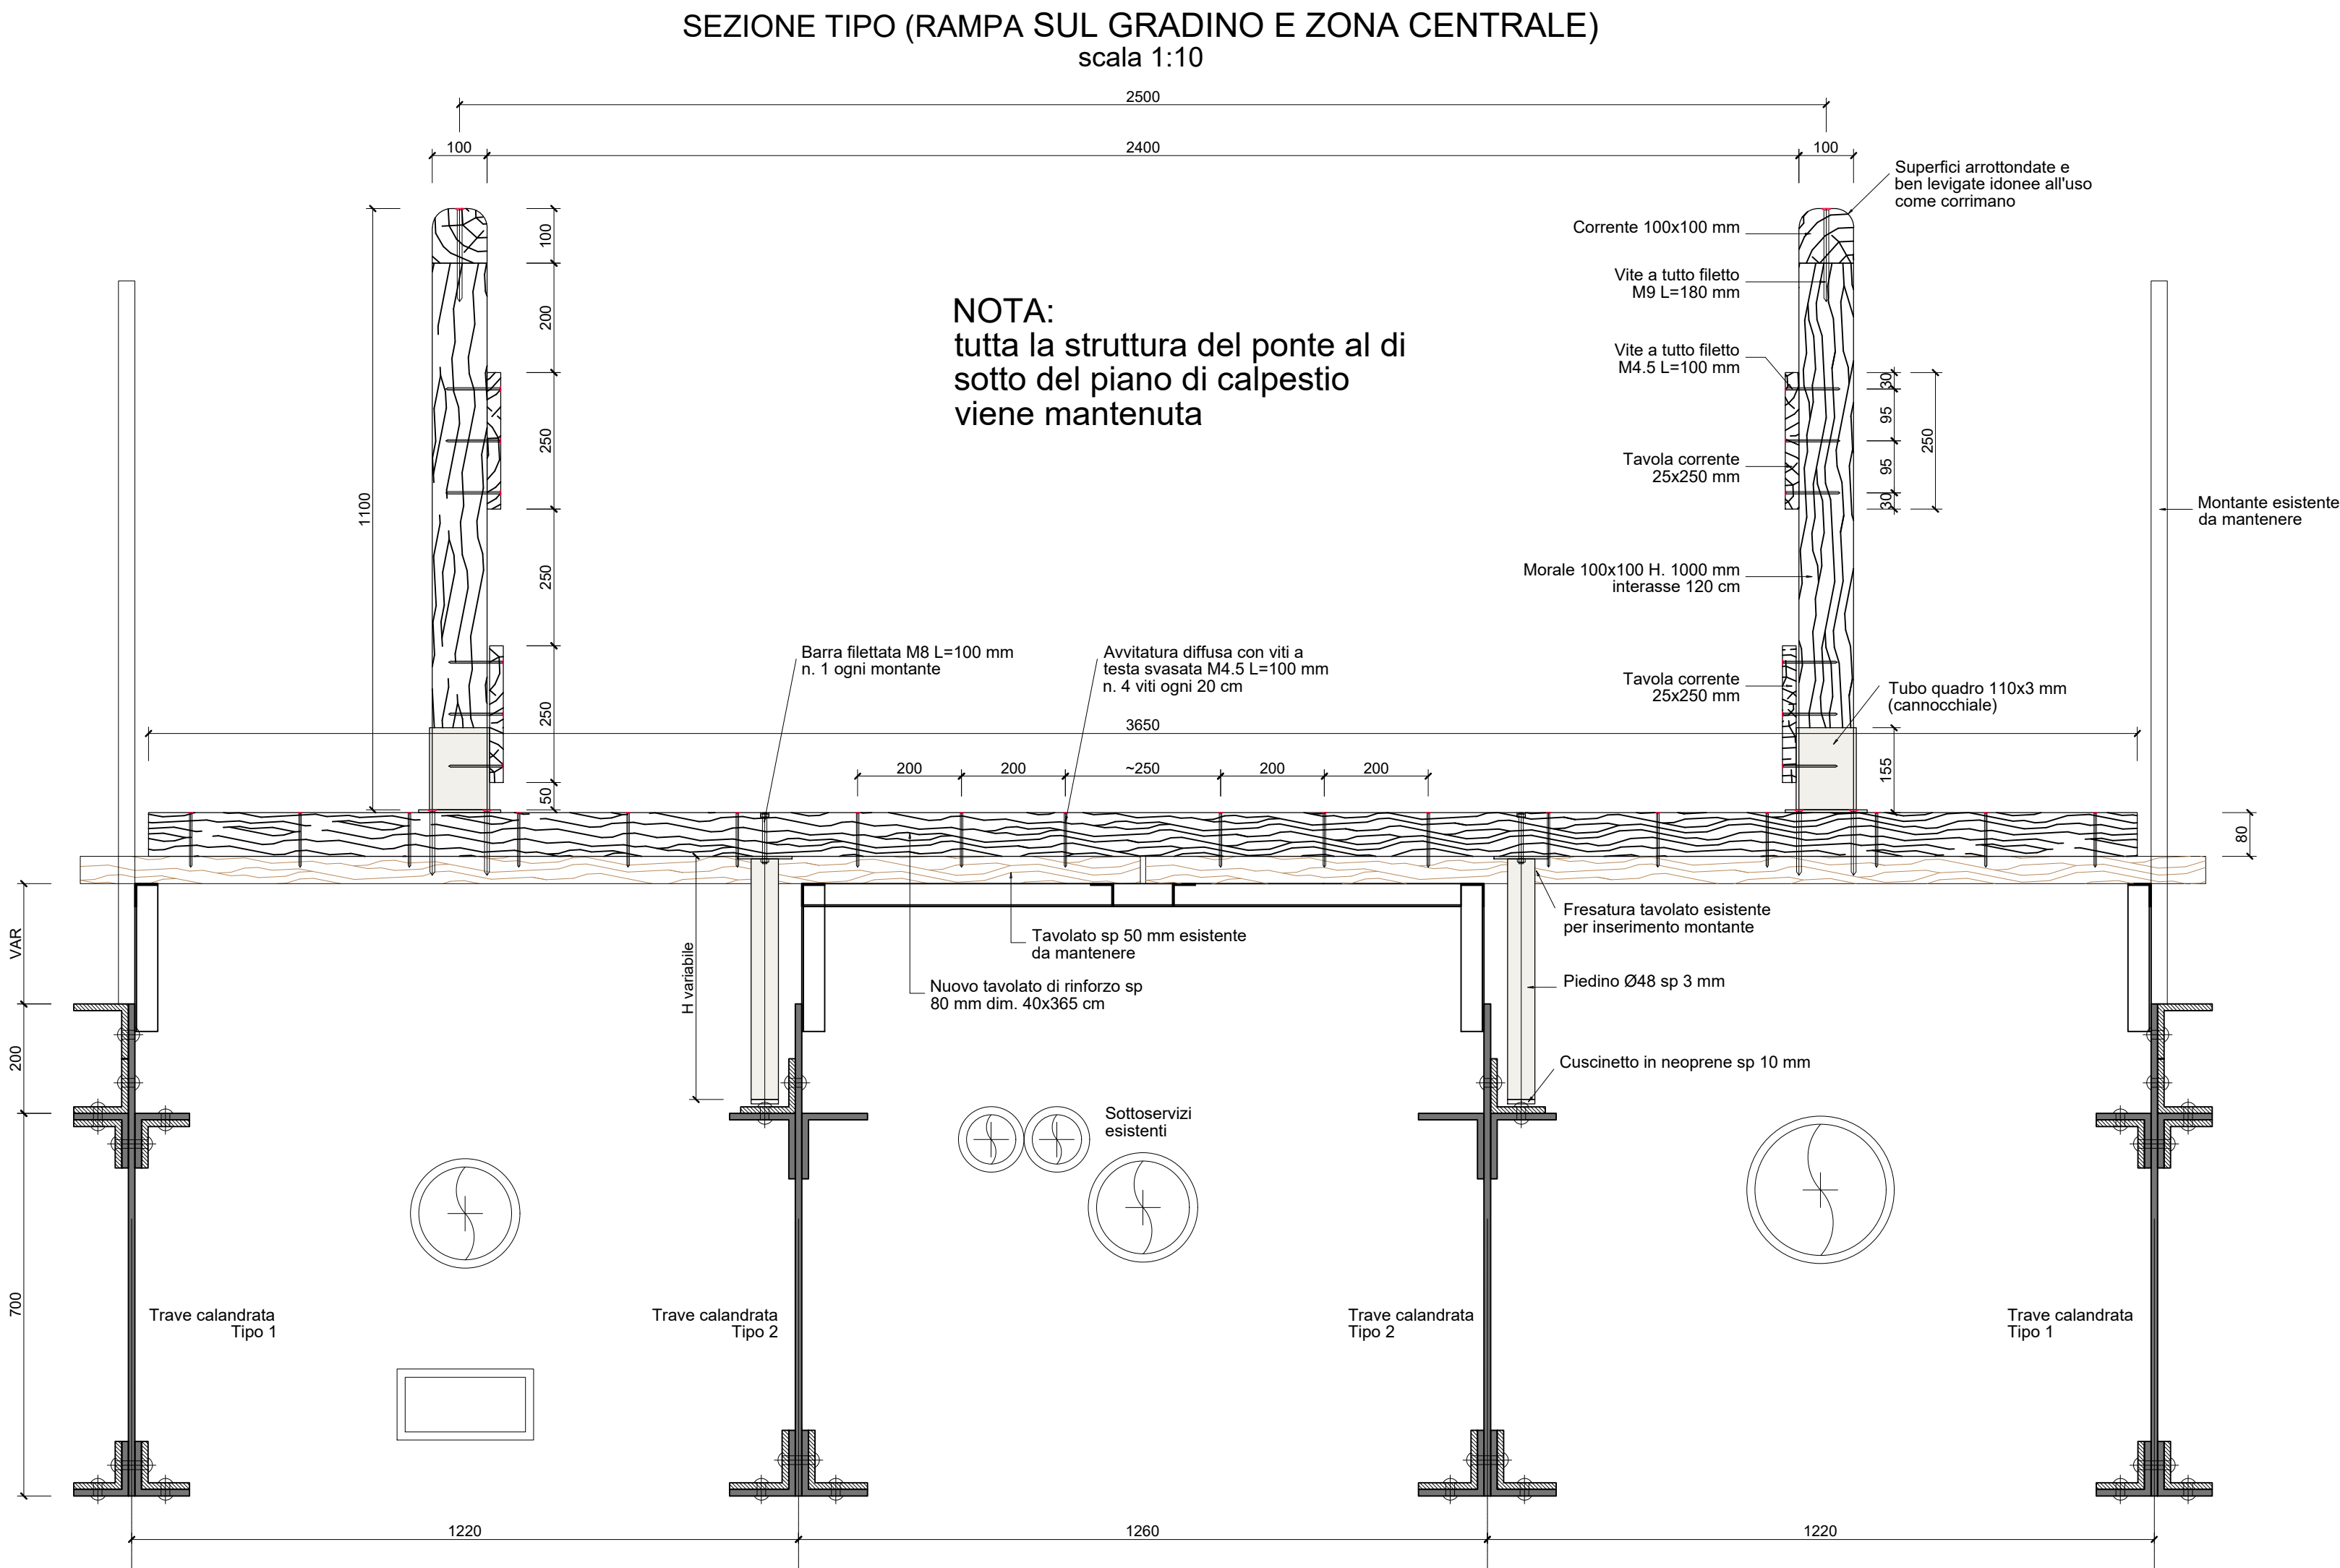 SEZIONE TIPO (RAMPA SUL GRADINO E ZONA CENTRALE)
scala 1:10
2500
100
2400
100
Superfici arrottondate e
ben levigate idonee all'uso
come corrimano
Corrente 100x100 mm
Vite a tutto filetto
M9 L=180 mm
Vite a tutto filetto
M4.5 L=100 mm
Tavola corrente
25x250 mm
Morale 100x100 H. 1000 mm
interasse 120 cm
Tavola corrente
25x250 mm
30
95
95
30
250
Montante esistente
da mantenere
Tubo quadro 110x3 mm
(cannocchiale)
155
80
NOTA:
tutta la struttura del ponte al di
sotto del piano di calpestio
viene mantenuta
1100
100
200
250
250
250
50
Barra filettata M8 L=100 mm
n. 1 ogni montante
Avvitatura diffusa con viti a
testa svasata M4.5 L=100 mm
n. 4 viti ogni 20 cm
3650
200
200
~250
200
200
VAR
200
700
H variabile
Tavolato sp 50 mm esistente
da mantenere
Nuovo tavolato di rinforzo sp
80 mm dim. 40x365 cm
Fresatura tavolato esistente
per inserimento montante
Piedino Ø48 sp 3 mm
Cuscinetto in neoprene sp 10 mm
Sottoservizi
esistenti
Trave calandrata
Tipo 1
Trave calandrata
Tipo 2
Trave calandrata
Tipo 2
Trave calandrata
Tipo 1
1220
1260
1220